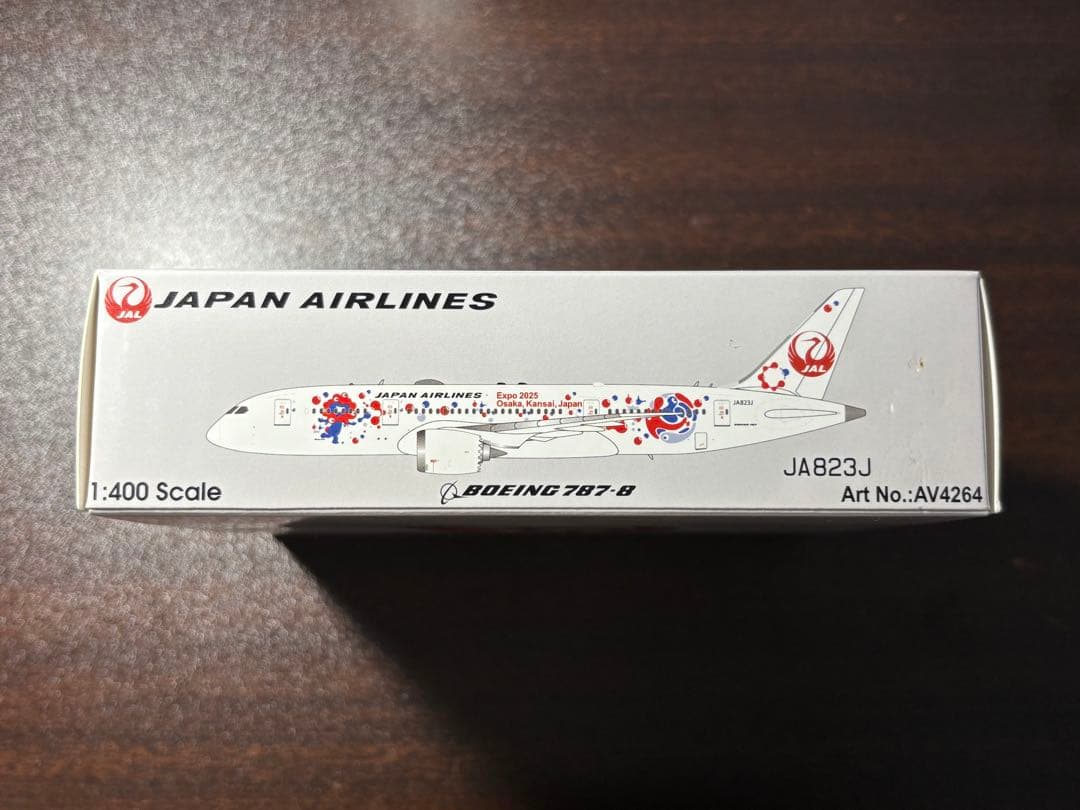 JAL
JAPAN AIRLINES
JAL
JAPAN AIRLINES
Expo 2025
Osaka, Kansai, Japan
JA823J
JA823J
1:400 Scale
BOEING 787-8
Art No.:AV4264